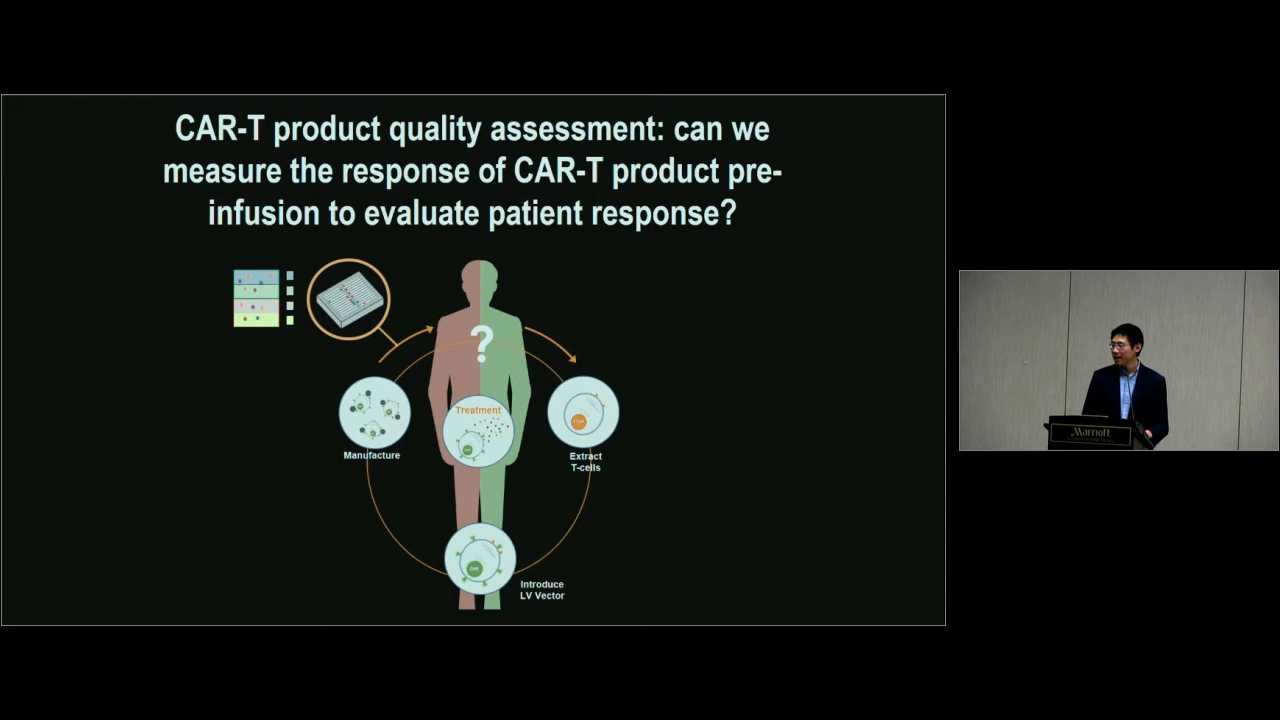 CAR-T product quality assessment: can we
measure the response of CAR-T product pre-
infusion to evaluate patient response?
?
Treatment
Manufacture
Extract
T-cells
Introduce
LV Vector
Marriott